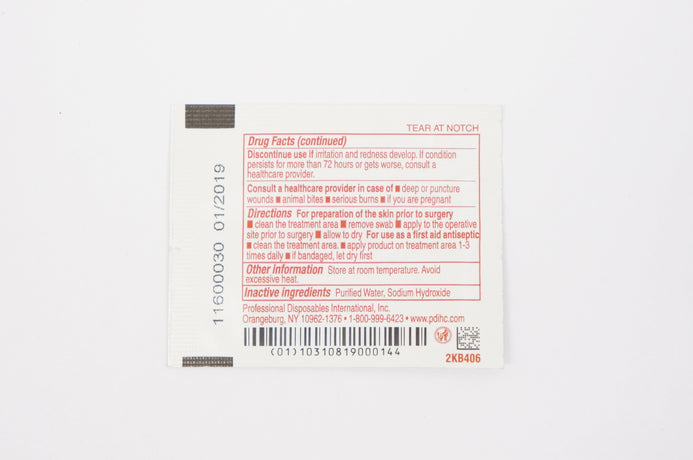 TEAR AT NOTCH
Drug Facts (continued)
Discontinue use if irritation and redness develop. If condition
persists for more than 72 hours or gets worse, consult a
healthcare provider.
Consult a healthcare provider in case of ■ deep or puncture
wounds ■ animal bites ■ serious burns ■ if you are pregnant
Directions For preparation of the skin prior to surgery
■ clean the treatment area ■ remove swab ■ apply to the operative
site prior to surgery ■ allow to dry For use as a first aid antiseptic
■ clean the treatment area. ■ apply product on treatment area 1-3
times daily ■ if bandaged, let dry first
Other information Store at room temperature. Avoid
excessive heat.
Inactive ingredients Purified Water, Sodium Hydroxide
Professional Disposables International, Inc.
Orangeburg, NY 10962-1376 • 1-800-999-6423 • www.pdihc.com
(01)10310819000144
2KB406
11600030 01/2019